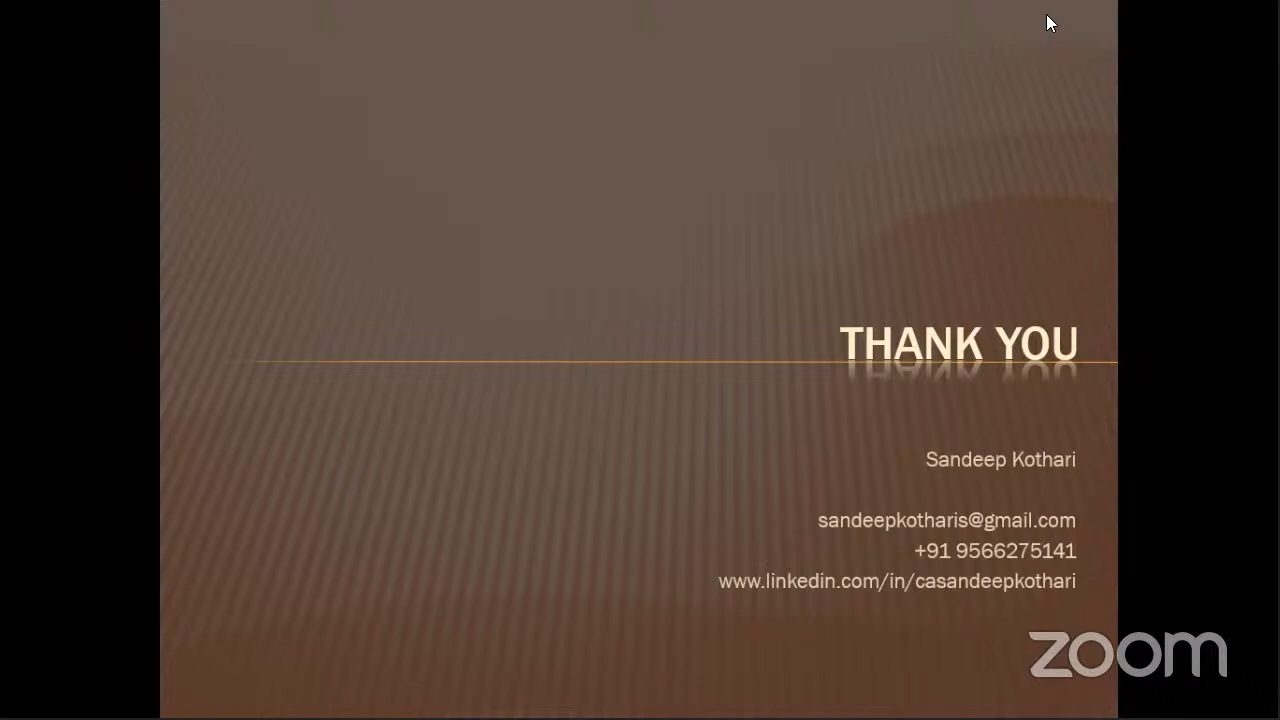 THANK YOU
Sandeep Kothari
sandeepkotharis@gmail.com
+91 9566275141
www.linkedin.com/in/casandeepkothari
zoom